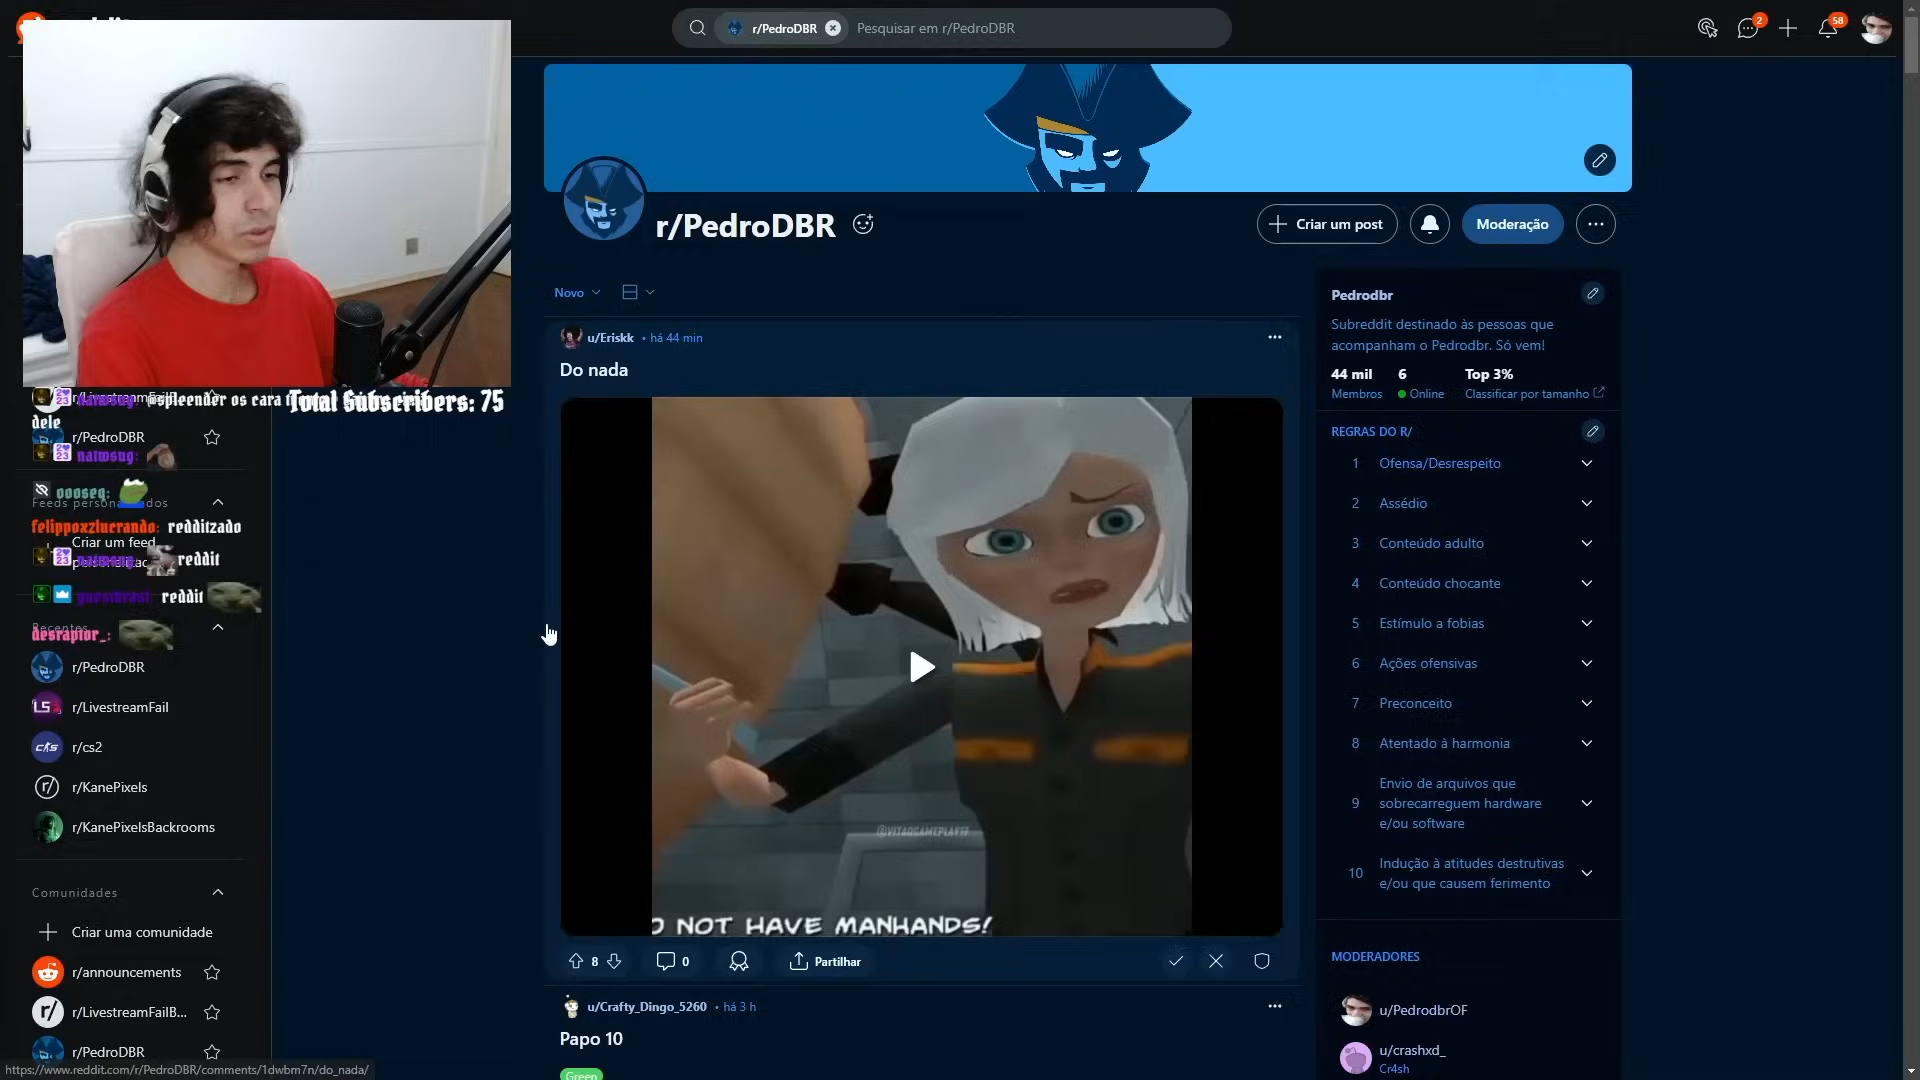 r/PedroDBR
Pesquisar em r/PedroDBR
2
58
r/PedroDBR
Criar um post
Moderação
Novo
u/Eriskk • há 44 min
Do nada
@VITAOGAMEPLAYFF
O NOT HAVE MANHANDS!
8
0
Partilhar
u/Crafty_Dingo_5260 • há 3 h
Papo 10
Green
Pedrodbr
Subreddit destinado às pessoas que
acompanham o Pedrodbr. Só vem!
44 mil
6
Top 3%
Membros
Online
Classificar por tamanho
REGRAS DO R/
1 Ofensa/Desrespeito
2 Assédio
3 Conteúdo adulto
4 Conteúdo chocante
5 Estímulo a fobias
6 Ações ofensivas
7 Preconceito
8 Atentado à harmonia
9 Envio de arquivos que
sobrecarreguem hardware
e/ou software
10 Indução à atitudes destrutivas
e/ou que causem ferimento
MODERADORES
u/PedrodbrOF
u/crashxd_
Cr4sh
Total Subscribers: 75
os cara
dele
r/PedroDBR
natwsug:
oooseq:
felippoxzlucrando: redditzado
Criar um feed
reddit
reddit
desraptor_:
Recentes
r/PedroDBR
r/LivestreamFail
r/cs2
r/KanePixels
r/KanePixelsBackrooms
Comunidades
Criar uma comunidade
r/announcements
r/LivestreamFailB...
r/PedroDBR
https://www.reddit.com/r/PedroDBR/comments/1dwbm7n/do_nada/